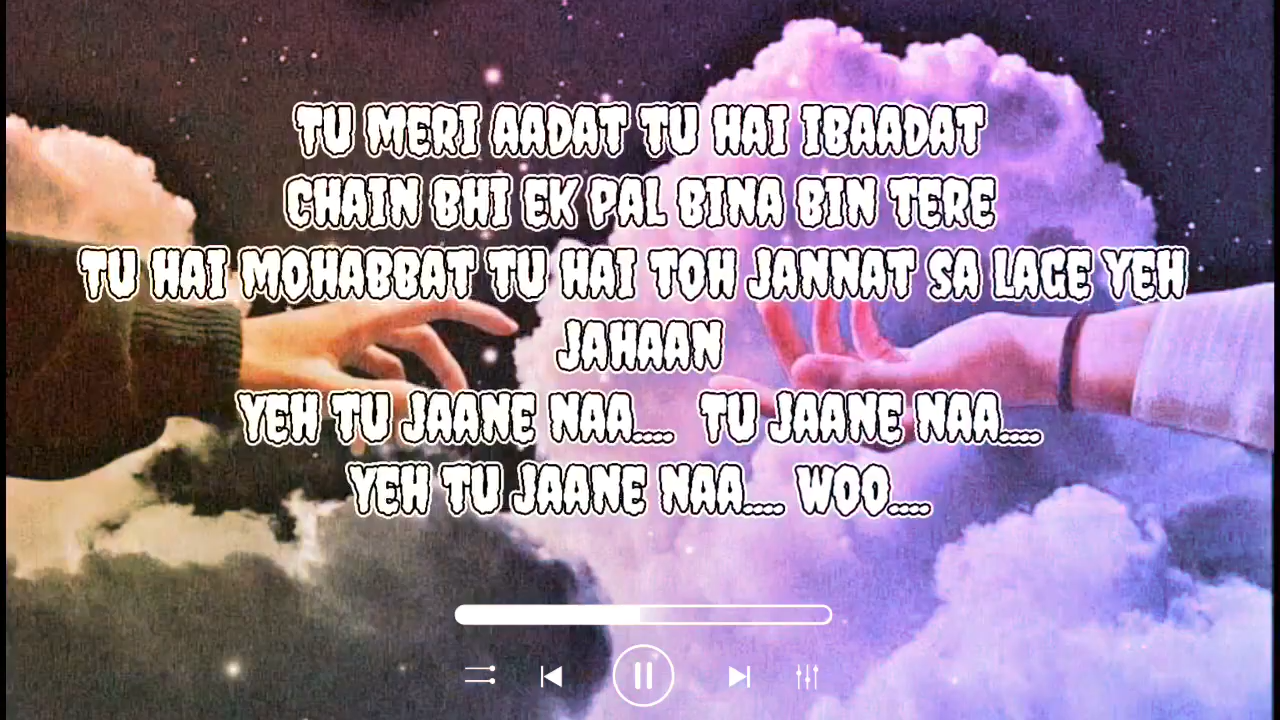 TU MERI AADAT TU HAI IBAADAT
CHAIN BHI EK PAL BINA BIN TERE
TU HAI MOHABBAT TU HAI TOH JANNAT SA LAGE YEH
JAHAAN
YEH TU JAANE NAA.... TU JAANE NAA....
YEH TU JAANE NAA.... WOO....